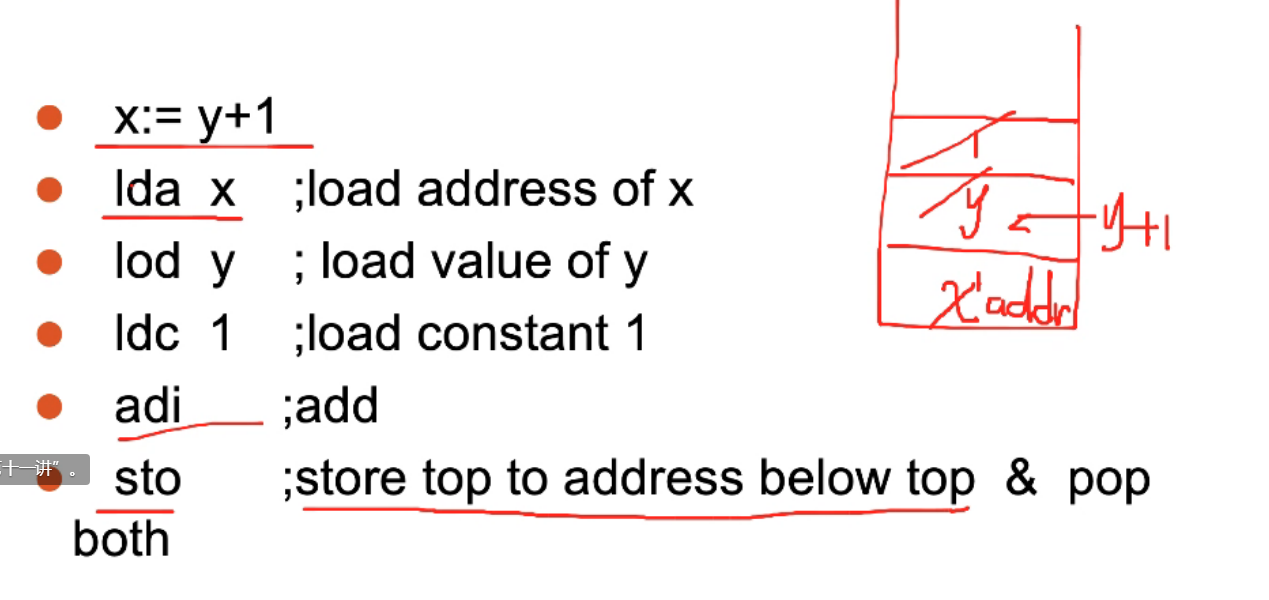 x:= y+1
lda x ;load address of x
lod y ; load value of y
ldc 1 ;load constant 1
adi ;add
十一讲”。
sto ;store top to address below top & pop
both
1
y
y+1
x'addr